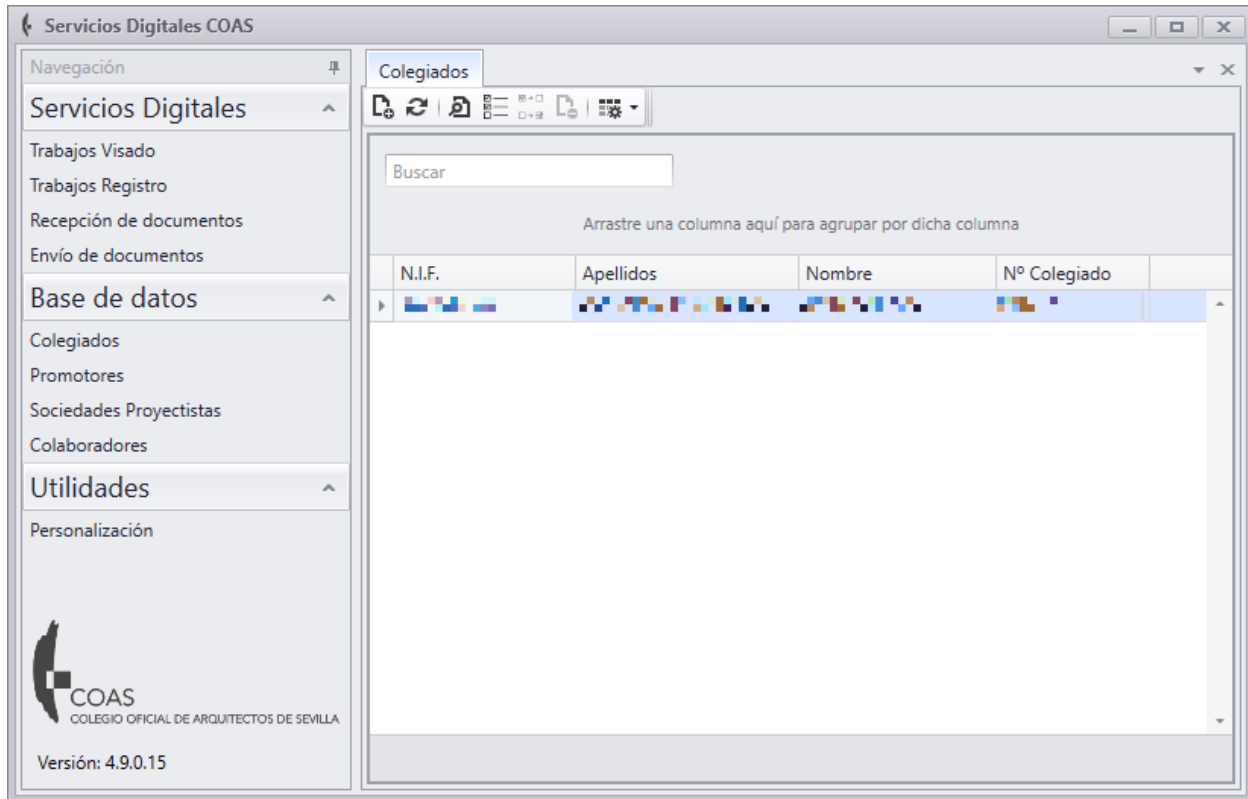 Servicios Digitales COAS
Navegación
Servicios Digitales
Trabajos Visado
Trabajos Registro
Recepción de documentos
Envío de documentos
Base de datos
Colegiados
Promotores
Sociedades Proyectistas
Colaboradores
Utilidades
Personalización
COAS
COLEGIO OFICIAL DE ARQUITECTOS DE SEVILLA
Versión: 4.9.0.15
Colegiados
Buscar
Arrastre una columna aquí para agrupar por dicha columna
N.I.F. Apellidos Nombre Nº Colegiado